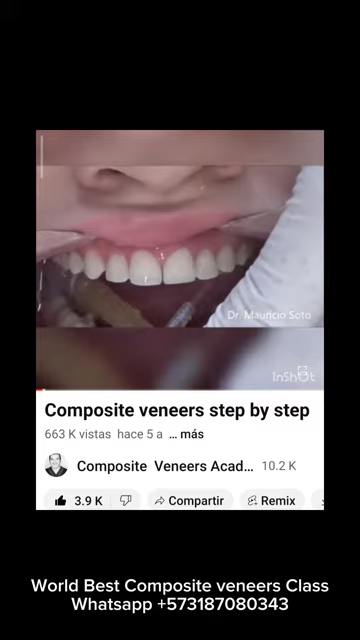 Dr. Mauricio Soto
InShOt
Composite veneers step by step
663 K vistas hace 5 a ... más
Composite Veneers Acad... 10.2 K
3.9 K Compartir Remix
World Best Composite veneers Class
Whatsapp +573187080343